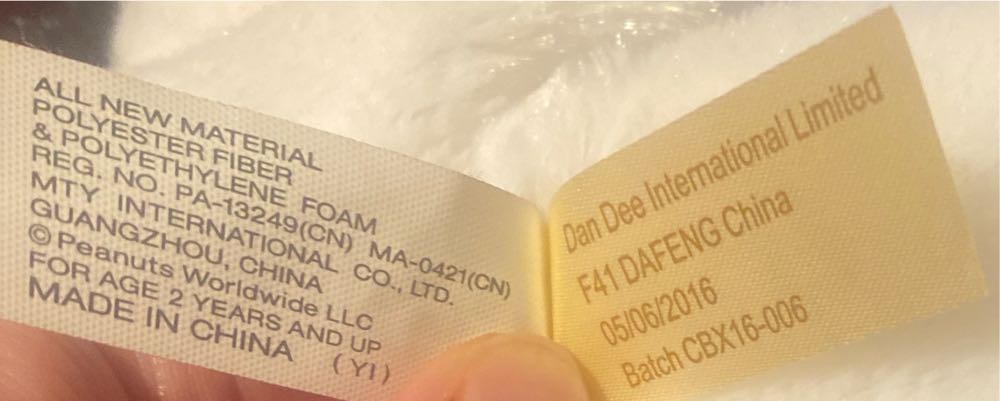 ALL NEW MATERIAL
POLYESTER FIBER
& POLYETHYLENE FOAM
REG. NO. PA-13249(CN) MA-0421(CN)
MTY INTERNATIONAL CO., LTD.
GUANGZHOU, CHINA
© Peanuts Worldwide LLC
FOR AGE 2 YEARS AND UP
MADE IN CHINA (YI)
Dan Dee International Limited
F41 DAFENG China
05/06/2016
Batch CBX16-006